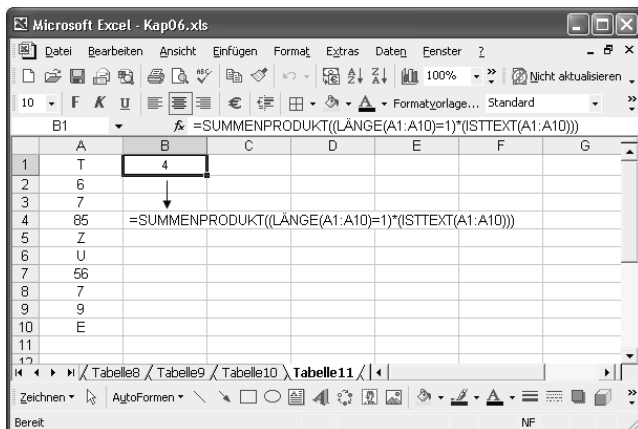 Microsoft Excel - Kap06.xls
Datei Bearbeiten Ansicht Einfügen Format Extras Daten Fenster ?
100% Nicht aktualisieren
10 F K U € Formatvorlage... Standard
B1 fx =SUMMENPRODUKT((LÄNGE(A1:A10)=1)*(ISTTEXT(A1:A10)))
A B C D E F G
1 T 4
2 6
3 7
4 85 =SUMMENPRODUKT((LÄNGE(A1:A10)=1)*(ISTTEXT(A1:A10)))
5 Z
6 U
7 56
8 7
9 9
10 E
11
12
Tabelle8 Tabelle9 Tabelle10 Tabelle11
Zeichnen AutoFormen
Bereit NF